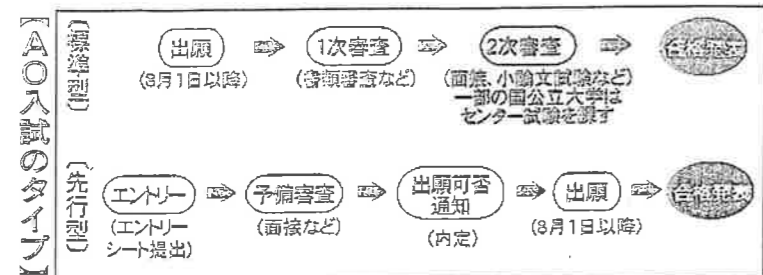 【AO入試のタイプ】
〔標準型〕
出願
(8月1日以降)
1次審査
(書類審査など)
2次審査
(面接、小論文試験など)
一部の国公立大学は
センター試験を課す
合格発表
〔先行型〕
エントリー
(エントリー
シート提出)
予備審査
(面接など)
出願可否
通知
(内定)
出願
(8月1日以降)
合格発表